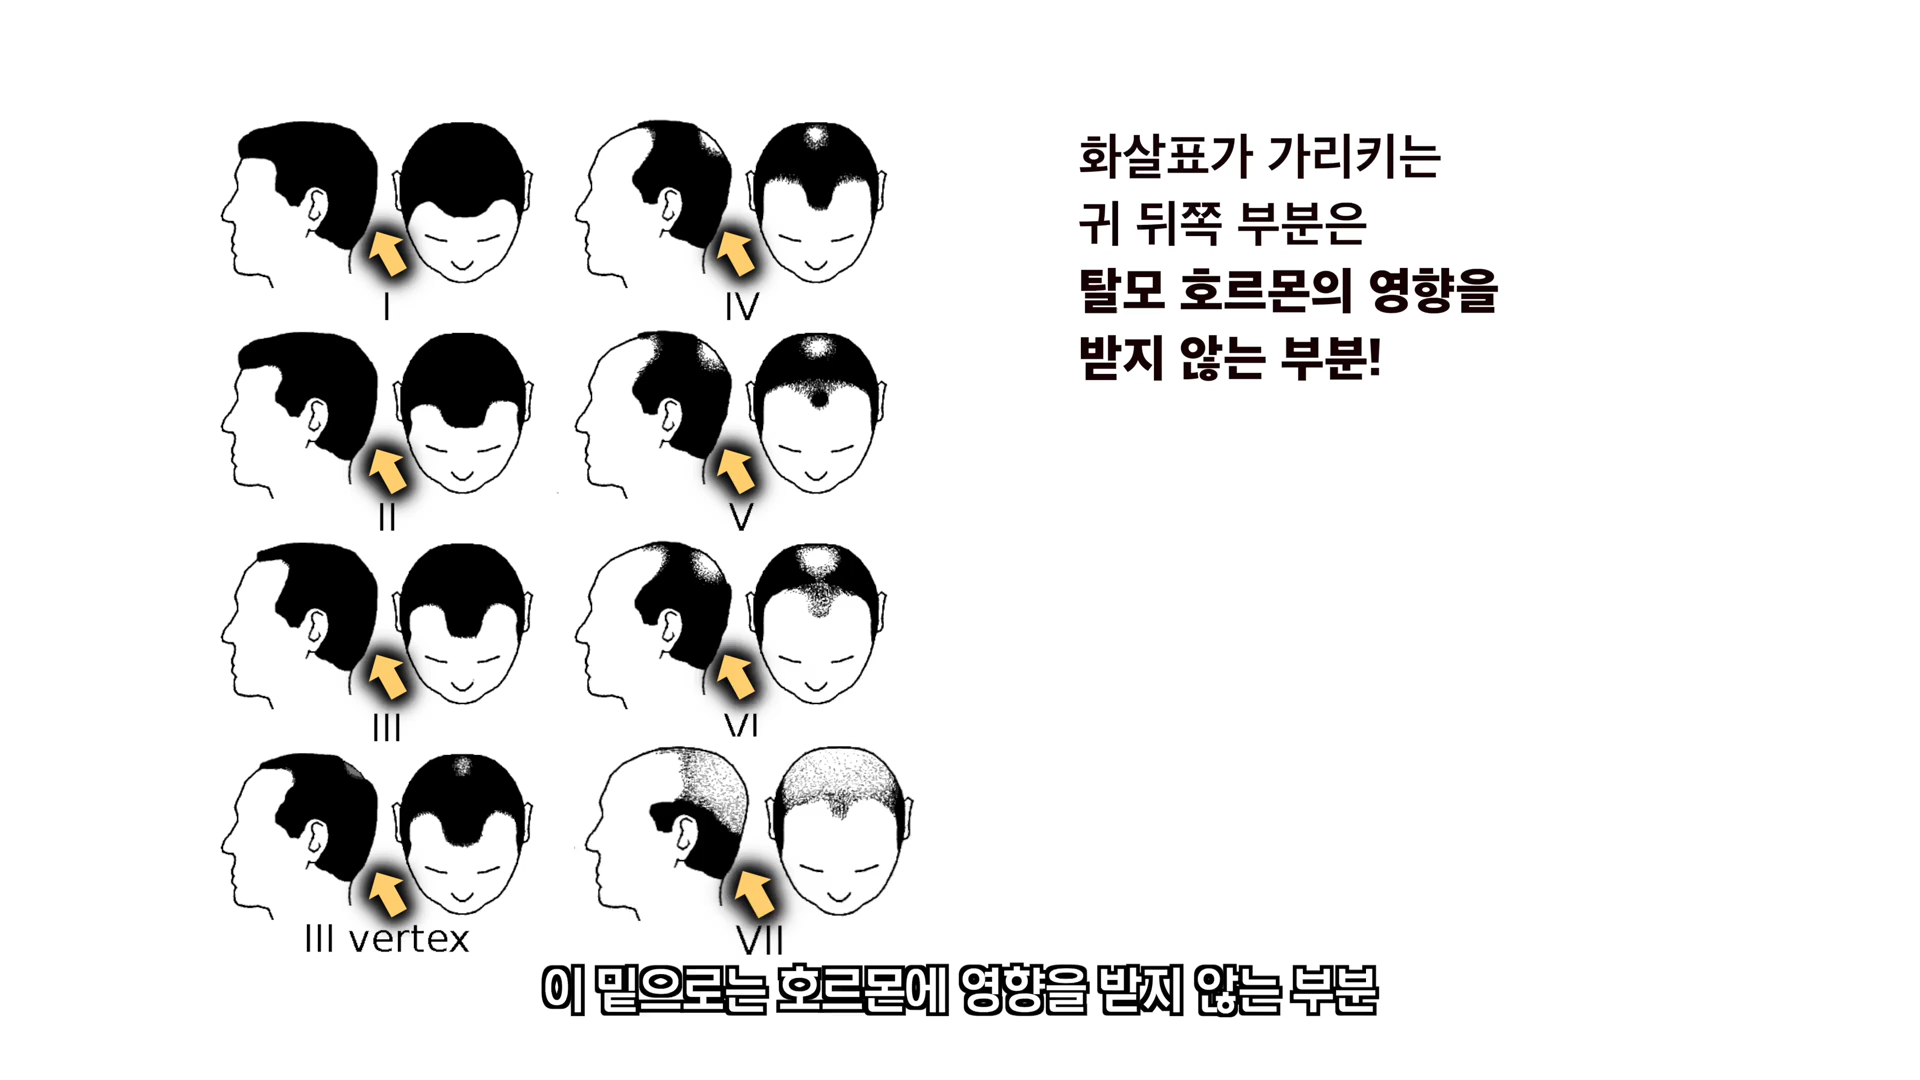 화살표가 가리키는
귀 뒤쪽 부분은
탈모 호르몬의 영향을
받지 않는 부분!
I
IV
II
V
III
VI
III vertex
VII
이 밑으로는 호르몬에 영향을 받지 않는 부분